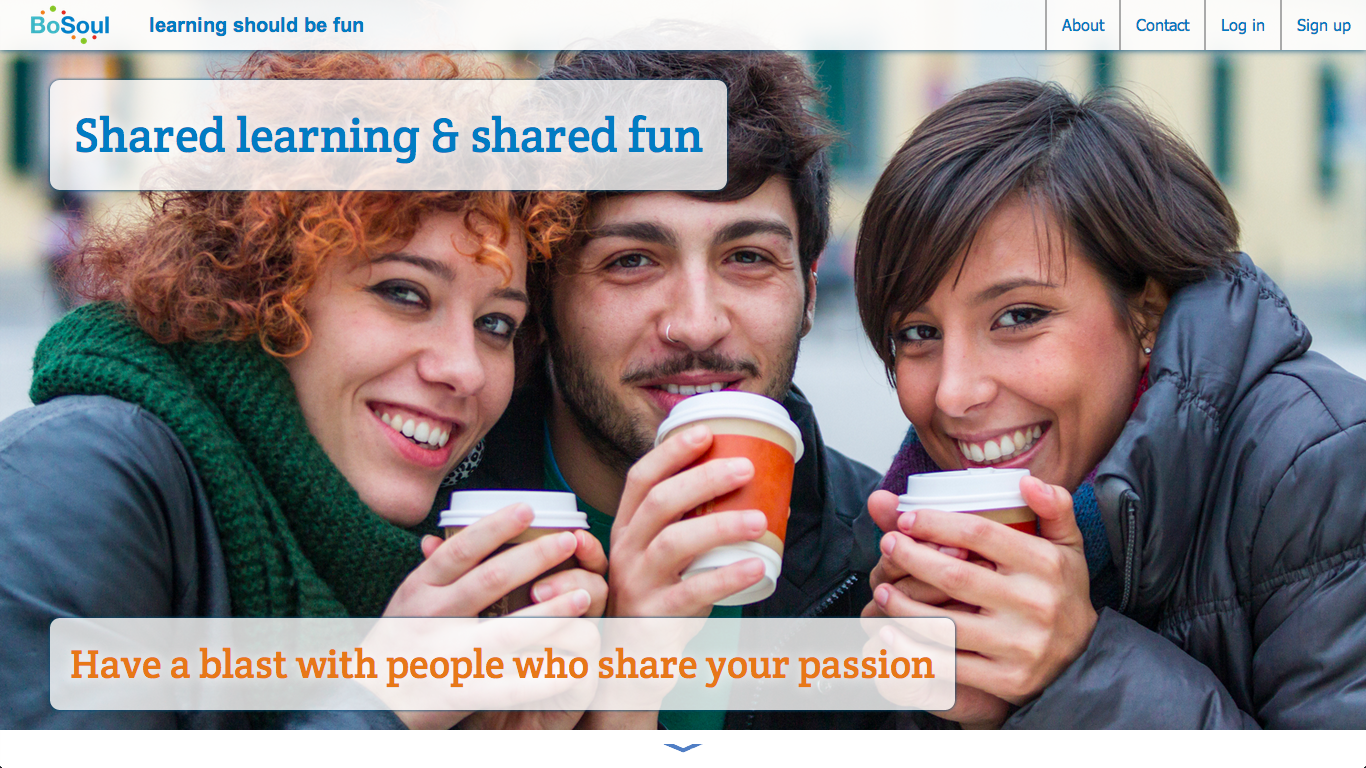 BoSoul
learning should be fun
About
Contact
Log in
Sign up
Shared learning & shared fun
Have a blast with people who share your passion